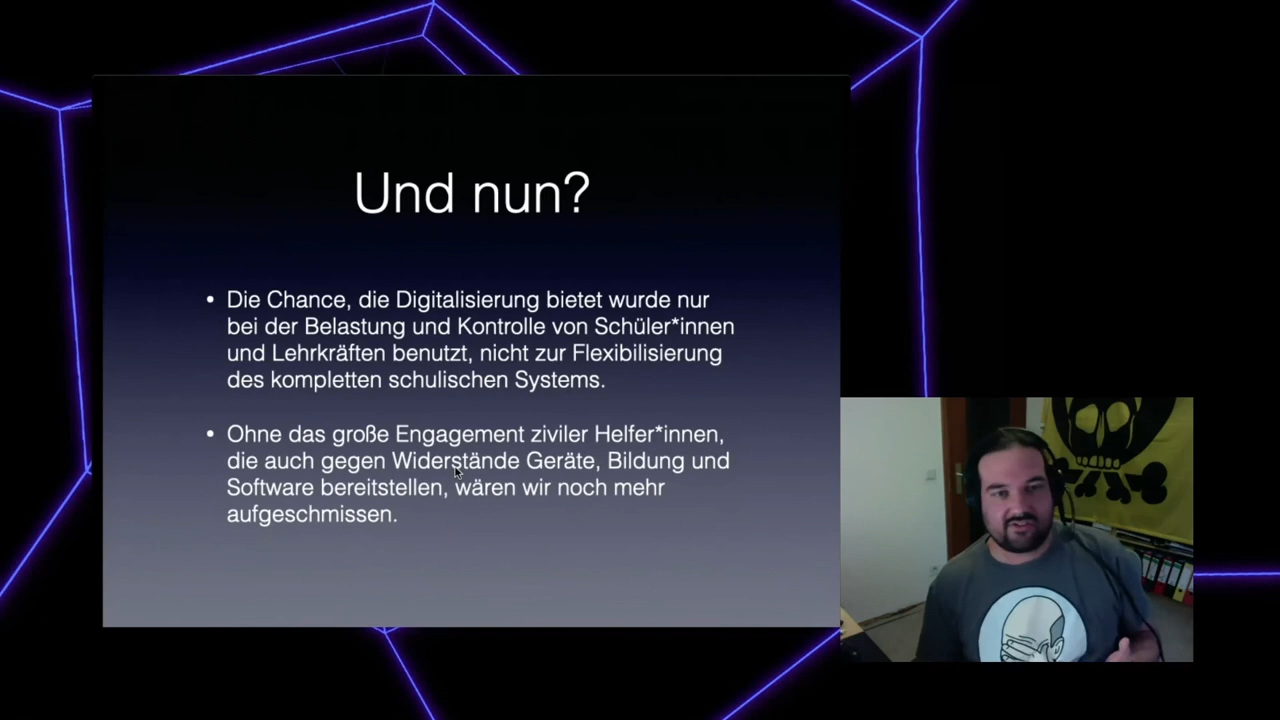 Und nun?
• Die Chance, die Digitalisierung bietet wurde nur
bei der Belastung und Kontrolle von Schüler*innen
und Lehrkräften benutzt, nicht zur Flexibilisierung
des kompletten schulischen Systems.
• Ohne das große Engagement ziviler Helfer*innen,
die auch gegen Widerstände Geräte, Bildung und
Software bereitstellen, wären wir noch mehr
aufgeschmissen.